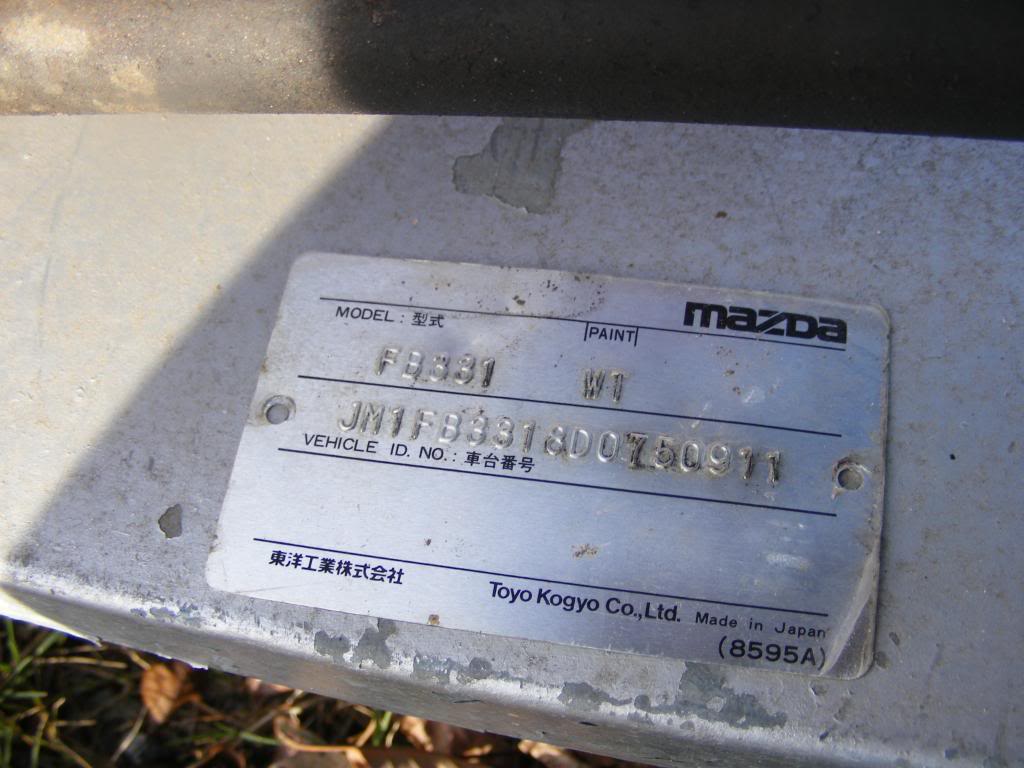 mazda
MODEL : 型式 PAINT
FB331 WT
JM1FB3318D0750911
VEHICLE ID. NO. : 車台番号
東洋工業株式会社 Toyo Kogyo Co.,Ltd. Made in Japan
(8595A)